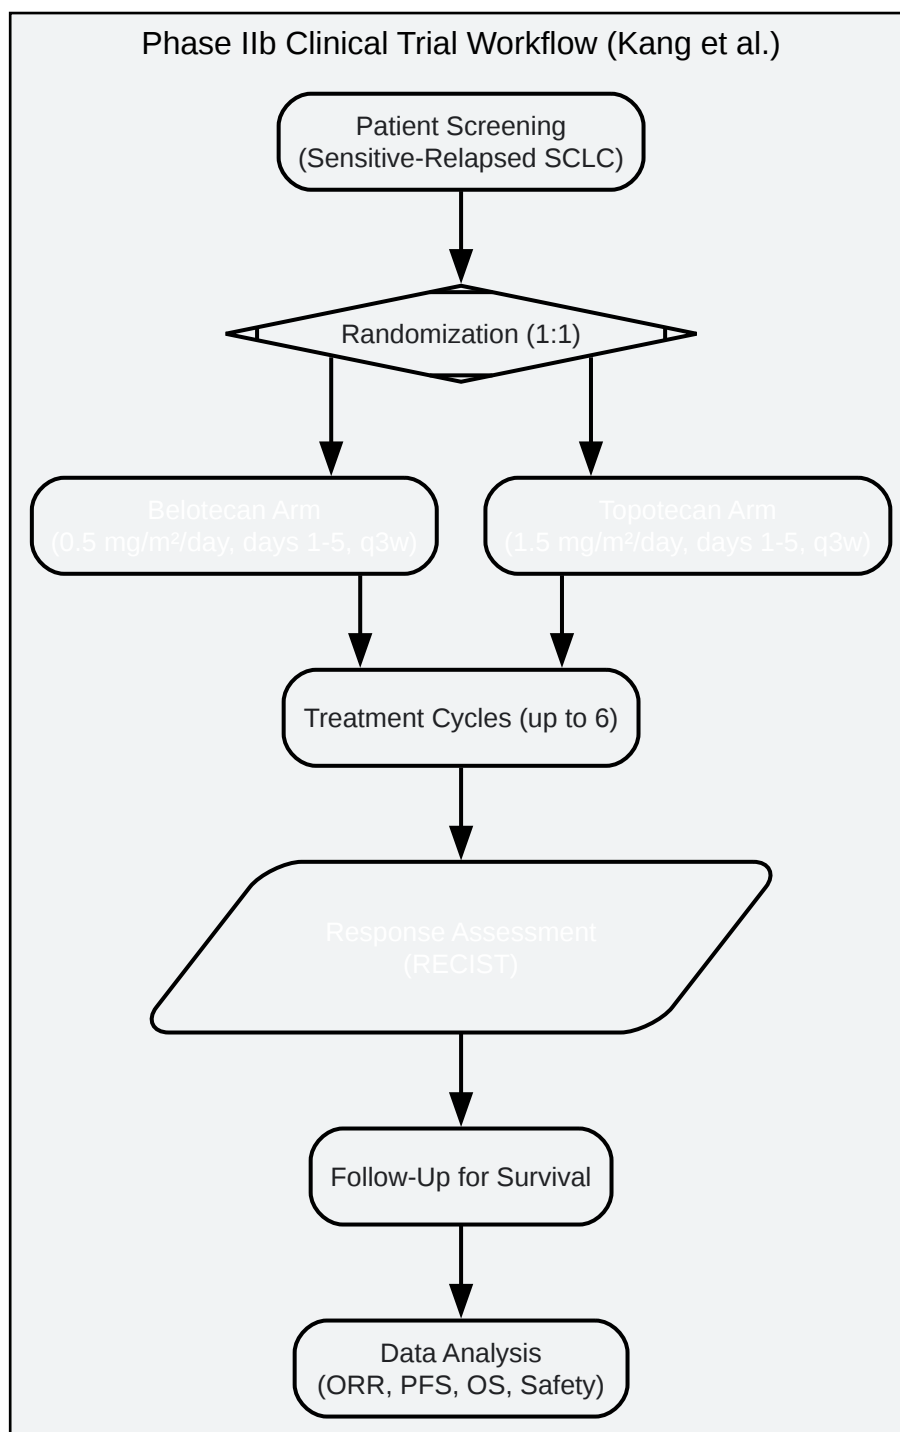 Phase IIb Clinical Trial Workflow (Kang et al.)
Patient Screening
(Sensitive-Relapsed SCLC)
Randomization (1:1)
Belotecan Arm
(0.5 mg/m²/day, days 1-5, q3w)
Topotecan Arm
(1.5 mg/m²/day, days 1-5, q3w)
Treatment Cycles (up to 6)
Response Assessment
(RECIST)
Follow-Up for Survival
Data Analysis
(ORR, PFS, OS, Safety)